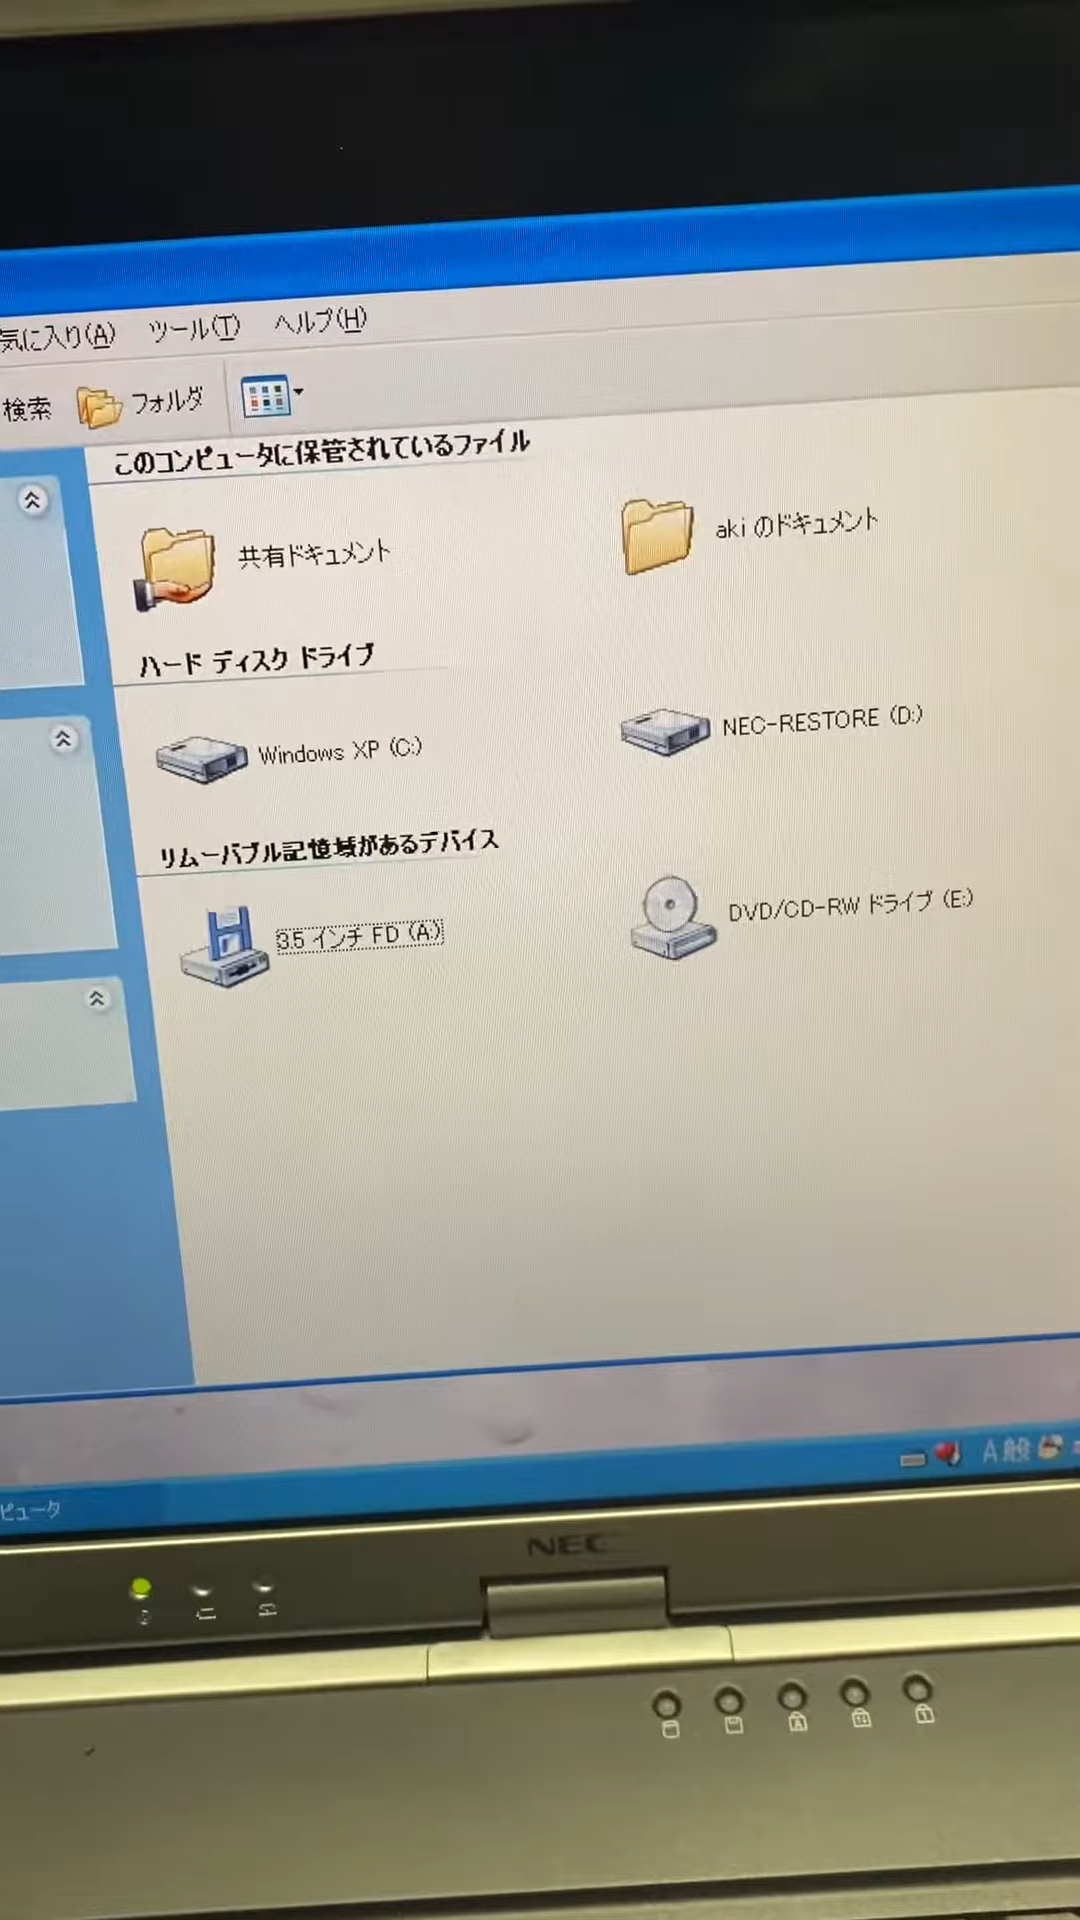 気に入り(A) ツール(T) ヘルプ(H)
検索 フォルダ
このコンピュータに保管されているファイル
共有ドキュメント
aki のドキュメント
ハード ディスク ドライブ
Windows XP (C:)
NEC-RESTORE (D:)
リムーバブル記憶域があるデバイス
3.5 インチ FD (A:)
DVD/CD-RW ドライブ (E:)
A 般
ピュータ
NEC